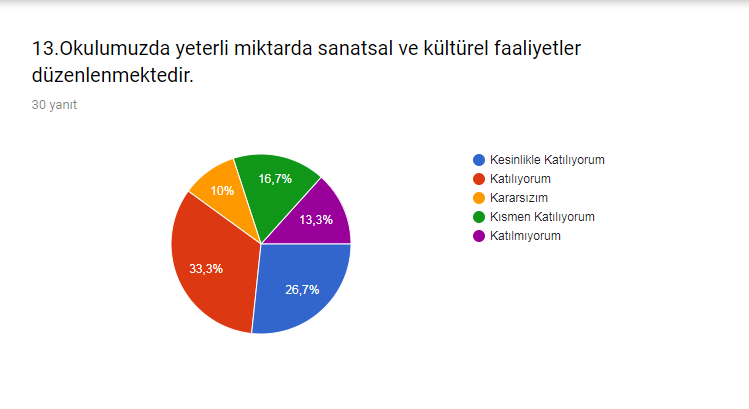 13.Okulumuzda yeterli miktarda sanatsal ve kültürel faaliyetler
düzenlenmektedir.
30 yanıt
16,7%
10%
13,3%
33,3%
26,7%
Kesinlikle Katılıyorum
Katılıyorum
Kararsızım
Kısmen Katılıyorum
Katılmıyorum